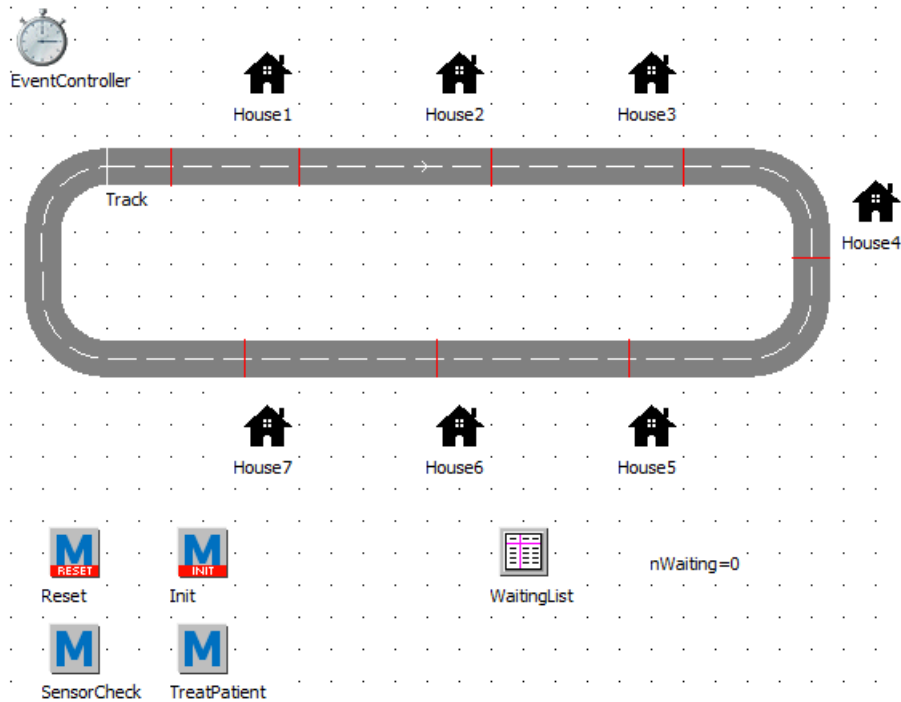 EventController
House1
House2
House3
Track
House4
House7
House6
House5
M
RESET
M
INIT
Reset
Init
WaitingList
nWaiting=0
M
M
SensorCheck
TreatPatient